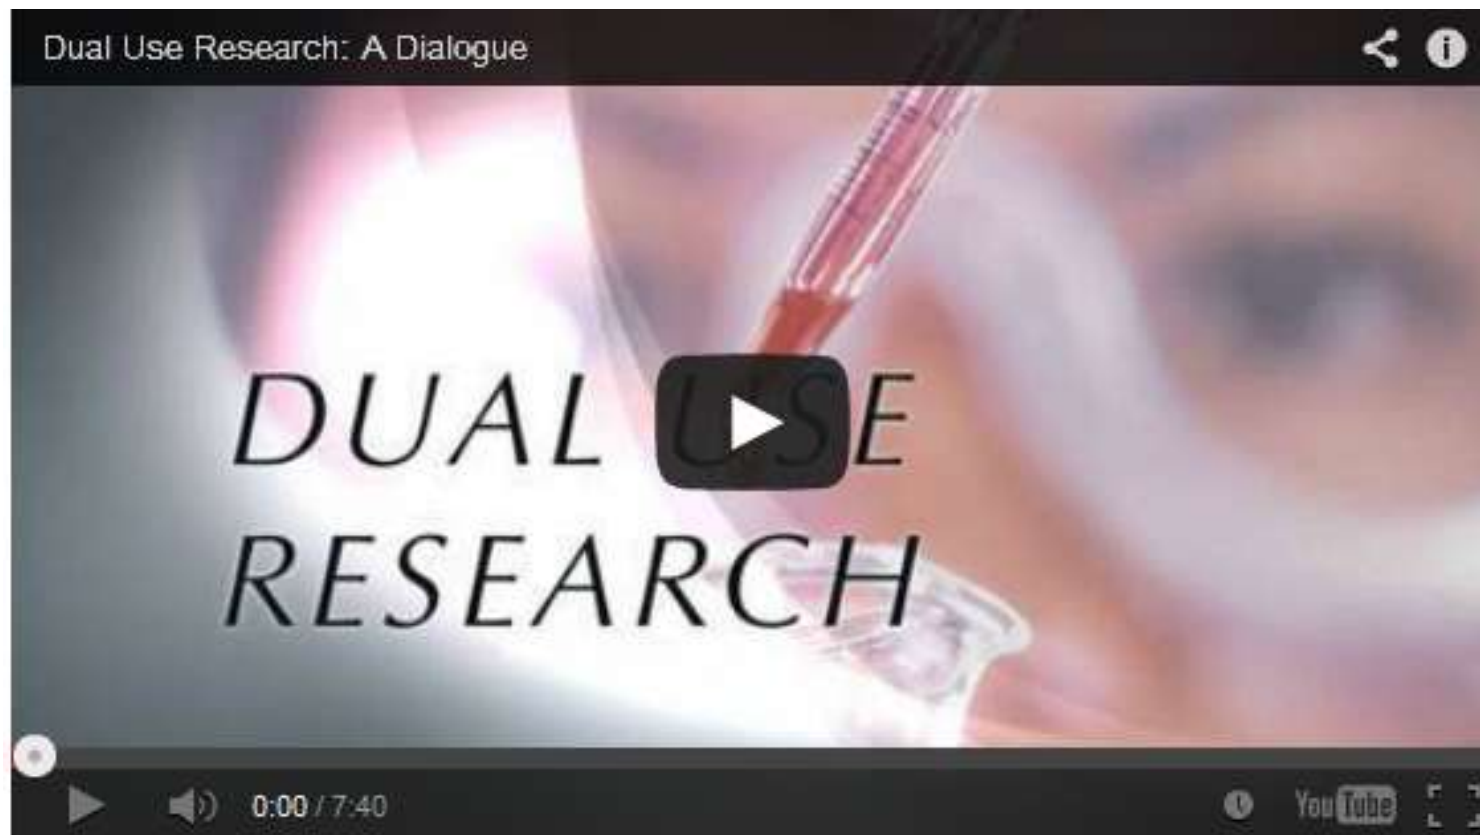 Dual Use Research: A Dialogue
DUAL USE
RESEARCH
0:00 / 7:40
YouTube